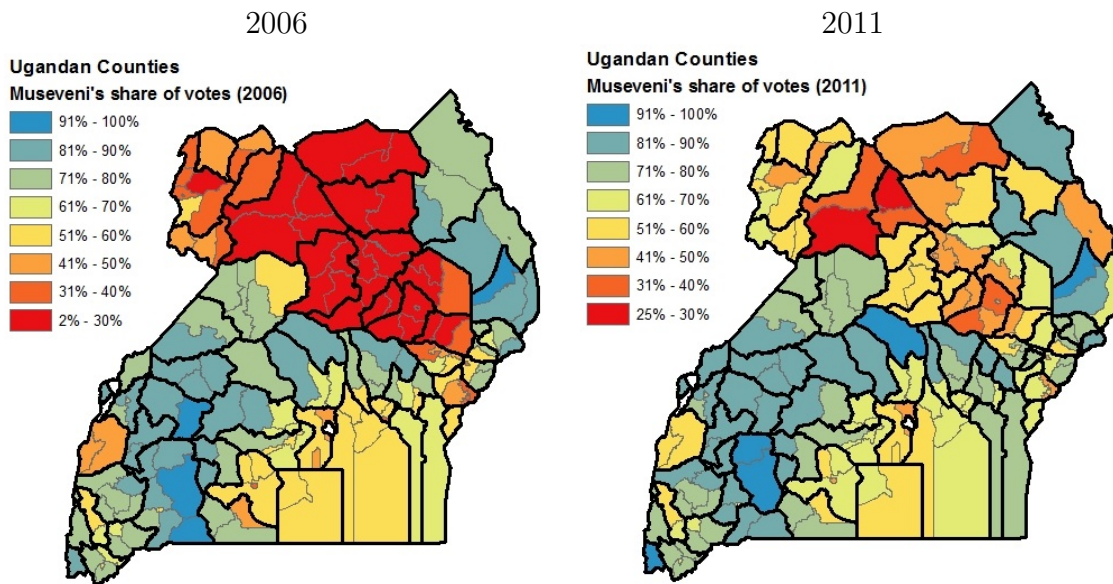 2006
Ugandan Counties
Museveni's share of votes (2006)
91% - 100%
81% - 90%
71% - 80%
61% - 70%
51% - 60%
41% - 50%
31% - 40%
2% - 30%
2011
Ugandan Counties
Museveni's share of votes (2011)
91% - 100%
81% - 90%
71% - 80%
61% - 70%
51% - 60%
41% - 50%
31% - 40%
25% - 30%